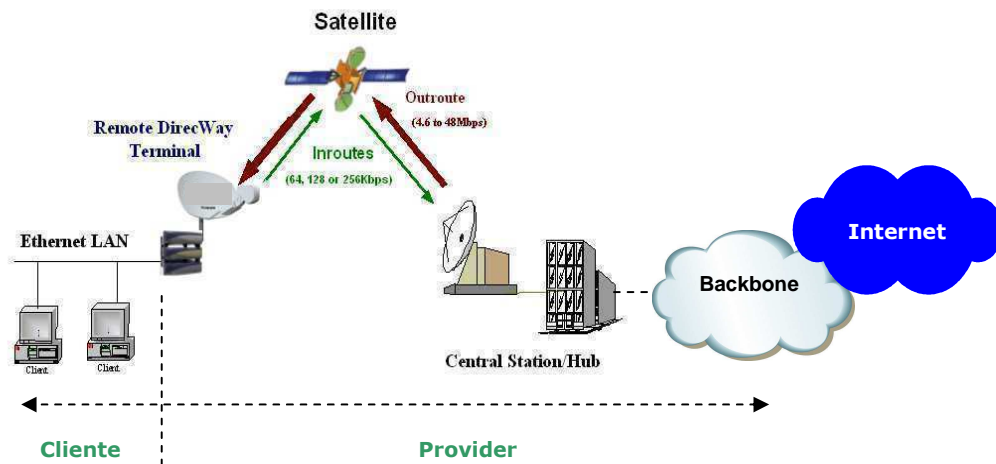 Satellite
Outroute
(4.6 to 48Mbps)
Remote DirecWay
Terminal
Inroutes
(64, 128 or 256Kbps)
Ethernet LAN
Internet
Backbone
Client
Client
Central Station/Hub
Cliente
Provider